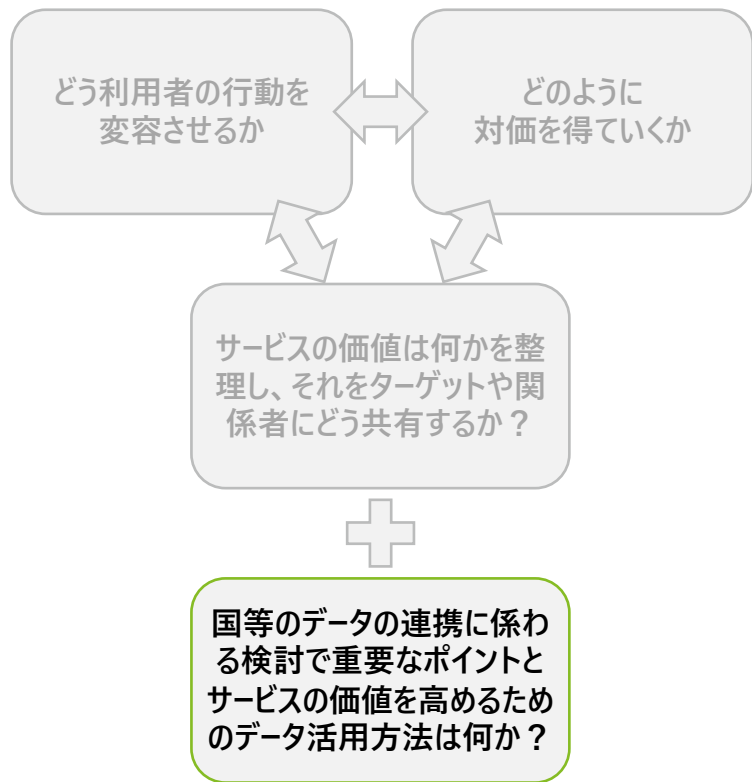 どう利用者の行動を
変容させるか
どのように
対価を得ていくか
サービスの価値は何かを整
理し、それをターゲットや関
係者にどう共有するか？
国等のデータの連携に係わ
る検討で重要なポイントと
サービスの価値を高めるため
のデータ活用方法は何か？